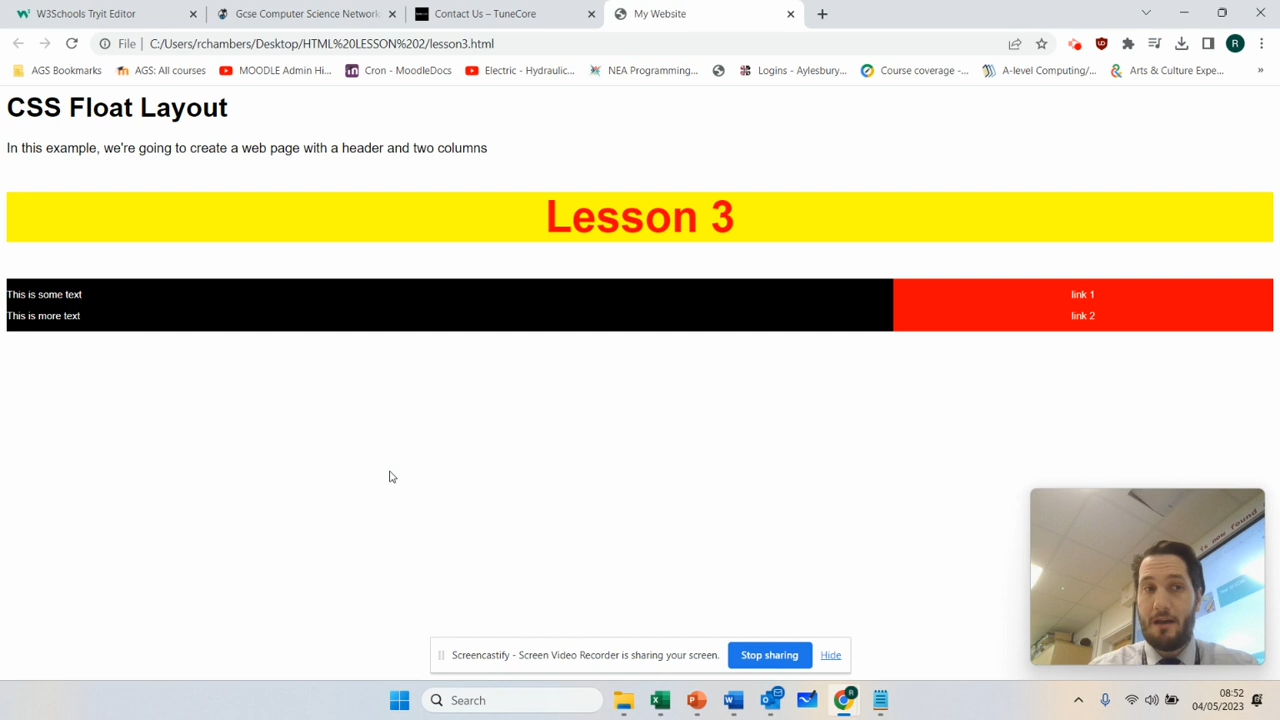 W3Schools Tryit Editor
Gcse Computer Science Network
Contact Us – TuneCore
My Website
File
C:/Users/rchambers/Desktop/HTML%20LESSON%202/lesson3.html
R
AGS Bookmarks
AGS: All courses
MOODLE Admin Hi...
Cron - MoodleDocs
Electric - Hydraulic...
NEA Programming...
Logins - Aylesbury...
Course coverage -...
A-level Computing/...
Arts & Culture Expe...
»
CSS Float Layout
In this example, we're going to create a web page with a header and two columns
Lesson 3
This is some text
link 1
This is more text
link 2
is now found
Screencastify - Screen Video Recorder is sharing your screen.
Stop sharing
Hide
Search
08:52
04/05/2023